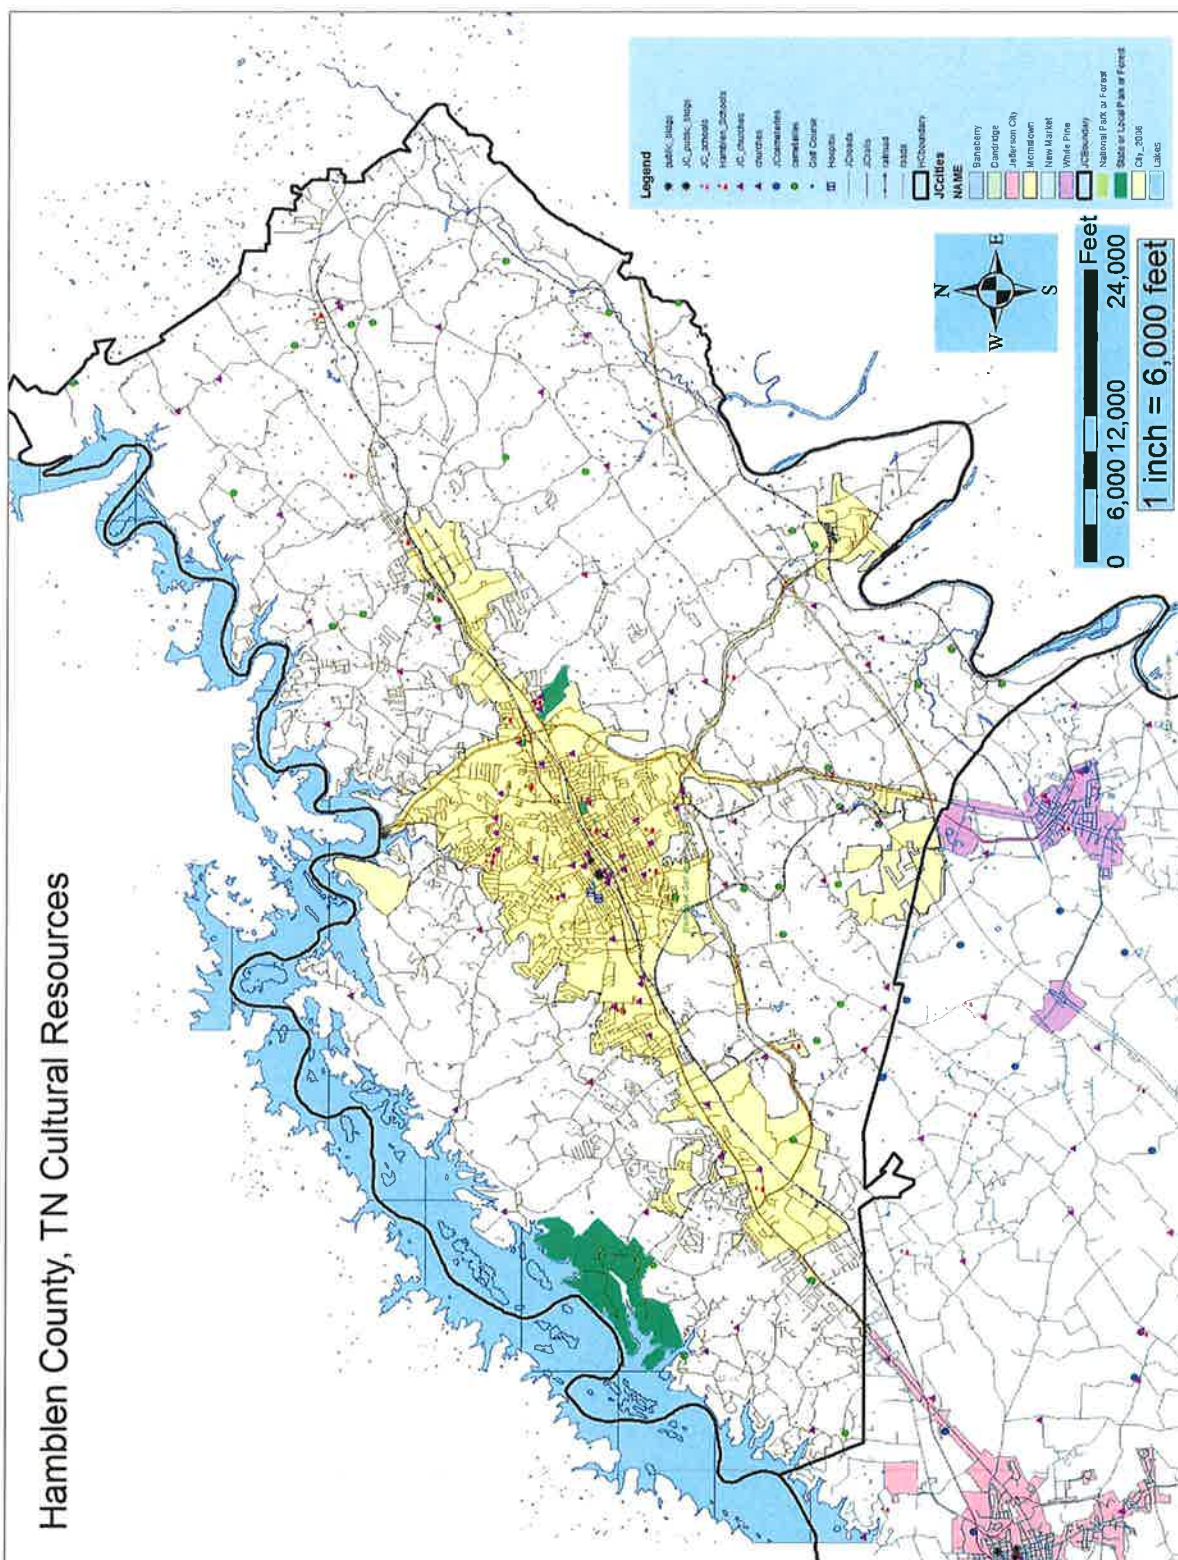 Hamblen County, TN Cultural Resources
Legend
public_bldgs
JC_public_bldgs
JC_schools
Hamblen_Schools
JC_churches
churches
JCcemeteries
cemeteries
Golf Course
Hospital
JCroads
JCrails
railroad
roads
HCboundary
JCcities
NAME
Baneberry
Dandridge
Jefferson City
Morristown
New Market
White Pine
JCBoundary
National Park or Forest
State or Local Park or Forest
City_2006
Lakes
N
W
E
S
0 6,000 12,000 24,000
Feet
1 inch = 6,000 feet